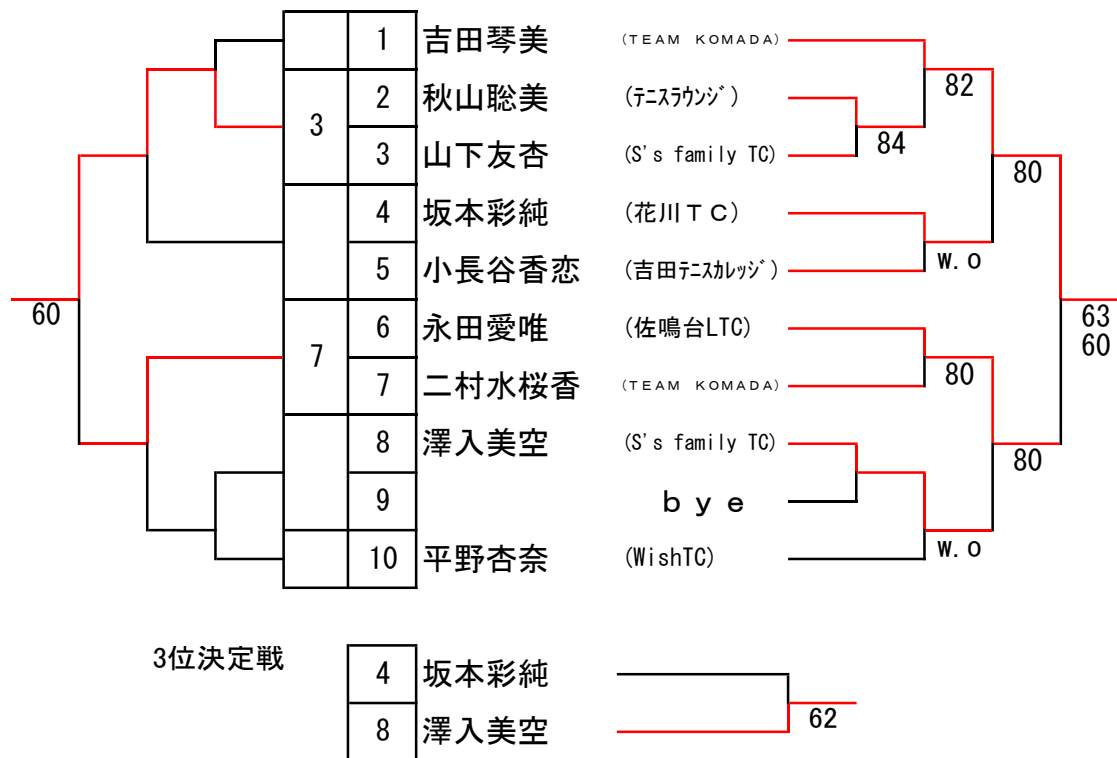 1 吉田琴美 (TEAM KOMADA)
82
2 秋山聡美 (テニスラウンジ)
3 84
3 山下友杏 (S's family TC)
80
4 坂本彩純 (花川TC)
w.o
5 小長谷香恋 (吉田テニスカレッジ)
60 63
6 永田愛唯 (佐鳴台LTC)
60
7 80
7 二村水桜香 (TEAM KOMADA)
8 澤入美空 (S's family TC)
80
9 bye
w.o
10 平野杏奈 (WishTC)
3位決定戦
4 坂本彩純
62
8 澤入美空